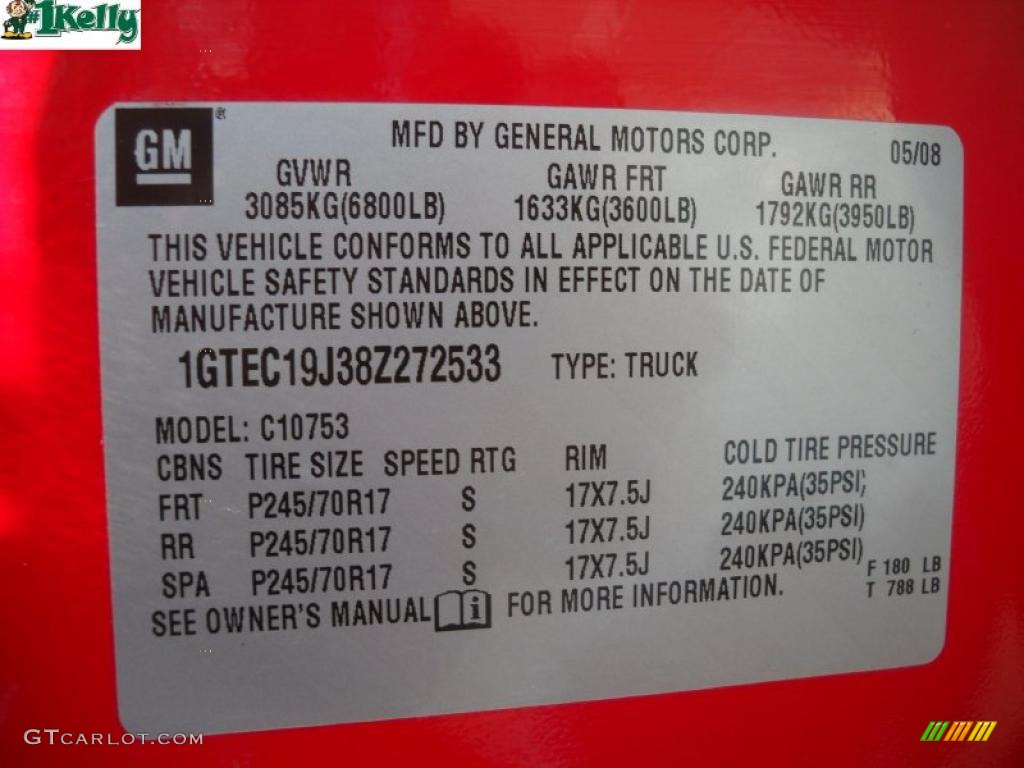 #1Kelly
GM
MFD BY GENERAL MOTORS CORP. 05/08
GVWR GAWR FRT GAWR RR
3085KG(6800LB) 1633KG(3600LB) 1792KG(3950LB)
THIS VEHICLE CONFORMS TO ALL APPLICABLE U.S. FEDERAL MOTOR
VEHICLE SAFETY STANDARDS IN EFFECT ON THE DATE OF
MANUFACTURE SHOWN ABOVE.
1GTEC19J38Z272533 TYPE: TRUCK
MODEL: C10753
CBNS TIRE SIZE SPEED RTG RIM COLD TIRE PRESSURE
FRT P245/70R17 S 17X7.5J 240KPA(35PSI)
RR P245/70R17 S 17X7.5J 240KPA(35PSI)
SPA P245/70R17 S 17X7.5J 240KPA(35PSI)
F 180 LB
T 788 LB
SEE OWNER'S MANUAL i FOR MORE INFORMATION.
GTCARLOT.COM